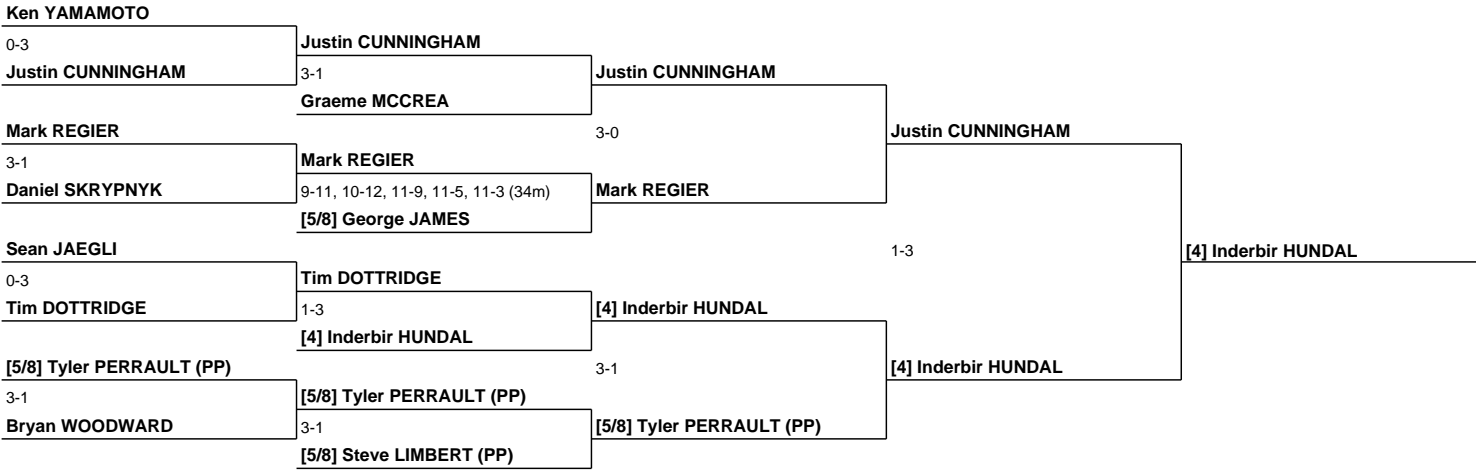 Ken YAMAMOTO
0-3
Justin CUNNINGHAM
Justin CUNNINGHAM
3-1
Graeme MCCREA
Justin CUNNINGHAM
Mark REGIER
3-0
Justin CUNNINGHAM
3-1
Mark REGIER
Daniel SKRYPNYK
9-11, 10-12, 11-9, 11-5, 11-3 (34m)
Mark REGIER
[5/8] George JAMES
Sean JAEGLI
1-3
[4] Inderbir HUNDAL
0-3
Tim DOTTRIDGE
Tim DOTTRIDGE
1-3
[4] Inderbir HUNDAL
[4] Inderbir HUNDAL
[5/8] Tyler PERRAULT (PP)
3-1
[4] Inderbir HUNDAL
3-1
[5/8] Tyler PERRAULT (PP)
Bryan WOODWARD
3-1
[5/8] Tyler PERRAULT (PP)
[5/8] Steve LIMBERT (PP)